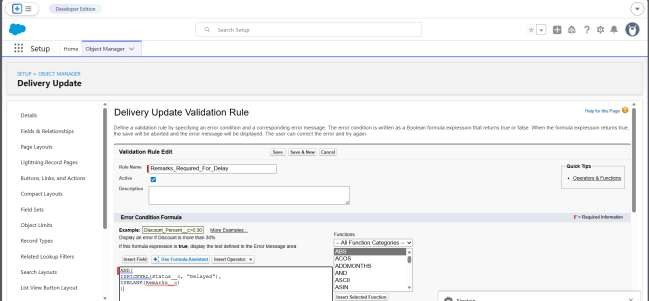 Developer Edition
Search Setup
Setup
Home
Object Manager
SETUP > OBJECT MANAGER
Delivery Update
Details
Fields & Relationships
Page Layouts
Lightning Record Pages
Buttons, Links, and Actions
Compact Layouts
Field Sets
Object Limits
Record Types
Related Lookup Filters
Search Layouts
List View Button Layout
Delivery Update Validation Rule
Help for this Page
Define a validation rule by specifying an error condition and a corresponding error message. The error condition is written as a Boolean formula expression that returns true or false. When the formula expression returns true, the save will be aborted and the error message will be displayed. The user can correct the error and try again.
Validation Rule Edit
Save
Save & New
Cancel
Rule Name
Remarks_Required_For_Delay
Active
Description
Quick Tips
• Operators & Functions
Error Condition Formula
= Required Information
Example:
Discount_Percent__c>0.30
More Examples...
Display an error if Discount is more than 30%
If this formula expression is true, display the text defined in the Error Message area
Insert Field
Use Formula Assistant
Insert Operator
AND(
ISPICKVAL(Status__c, "Delayed"),
ISBLANK(Remarks__c)
)
Functions
-- All Function Categories --
ABS
ACOS
ADDMONTHS
AND
ASCII
ASIN
Insert Selected Function